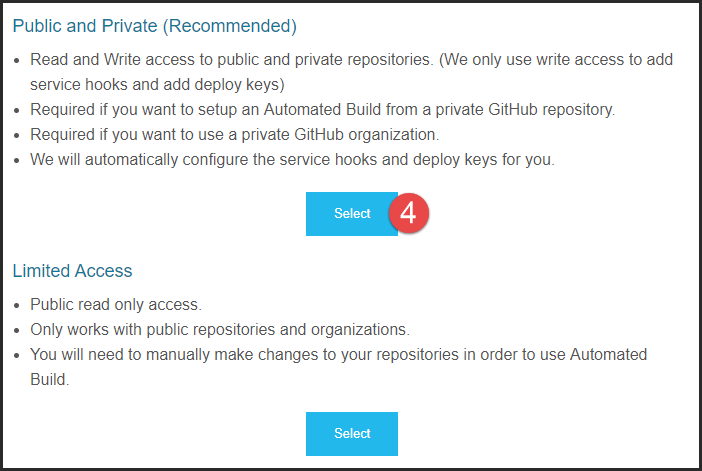 Public and Private (Recommended)
• Read and Write access to public and private repositories. (We only use write access to add
service hooks and add deploy keys)
• Required if you want to setup an Automated Build from a private GitHub repository.
• Required if you want to use a private GitHub organization.
• We will automatically configure the service hooks and deploy keys for you.
Select 4
Limited Access
• Public read only access.
• Only works with public repositories and organizations.
• You will need to manually make changes to your repositories in order to use Automated
Build.
Select